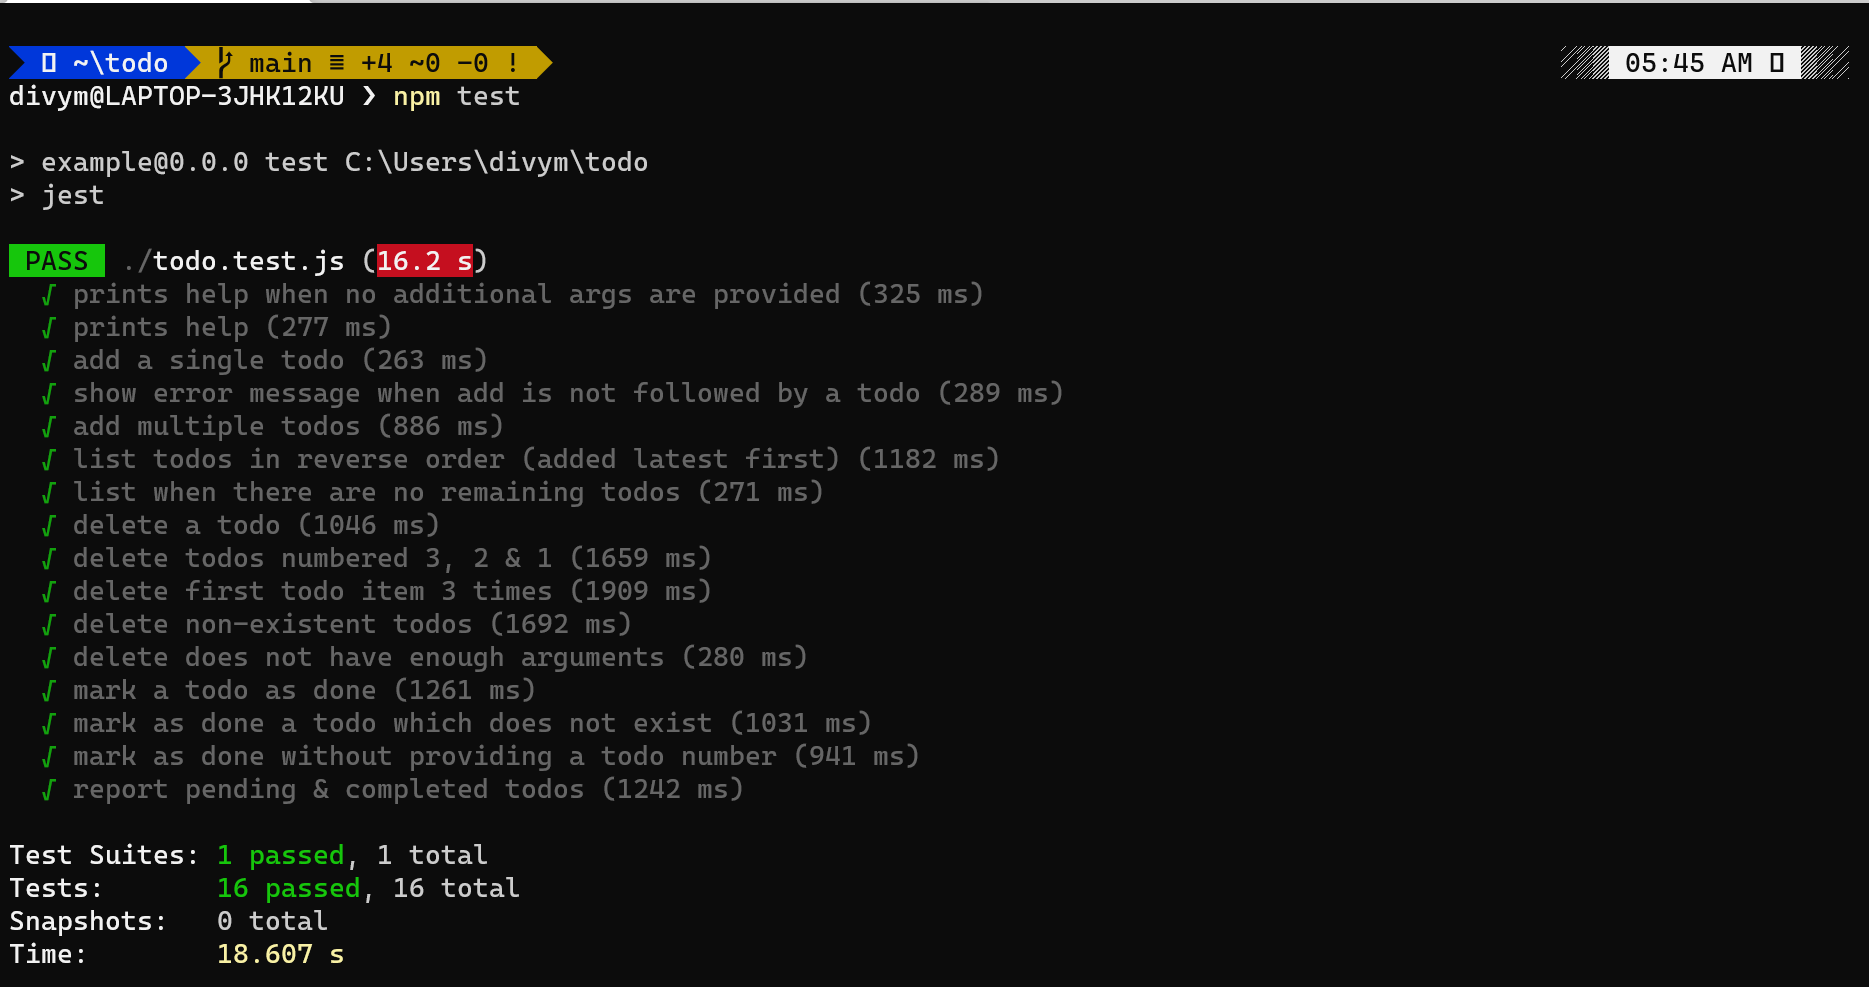 ~\todo main ≡ +4 ~0 -0 ! 05:45 AM
divym@LAPTOP-3JHK12KU ❯ npm test
> example@0.0.0 test C:\Users\divym\todo
> jest
PASS ./todo.test.js (16.2 s)
√ prints help when no additional args are provided (325 ms)
√ prints help (277 ms)
√ add a single todo (263 ms)
√ show error message when add is not followed by a todo (289 ms)
√ add multiple todos (886 ms)
√ list todos in reverse order (added latest first) (1182 ms)
√ list when there are no remaining todos (271 ms)
√ delete a todo (1046 ms)
√ delete todos numbered 3, 2 & 1 (1659 ms)
√ delete first todo item 3 times (1909 ms)
√ delete non-existent todos (1692 ms)
√ delete does not have enough arguments (280 ms)
√ mark a todo as done (1261 ms)
√ mark as done a todo which does not exist (1031 ms)
√ mark as done without providing a todo number (941 ms)
√ report pending & completed todos (1242 ms)
Test Suites: 1 passed, 1 total
Tests: 16 passed, 16 total
Snapshots: 0 total
Time: 18.607 s